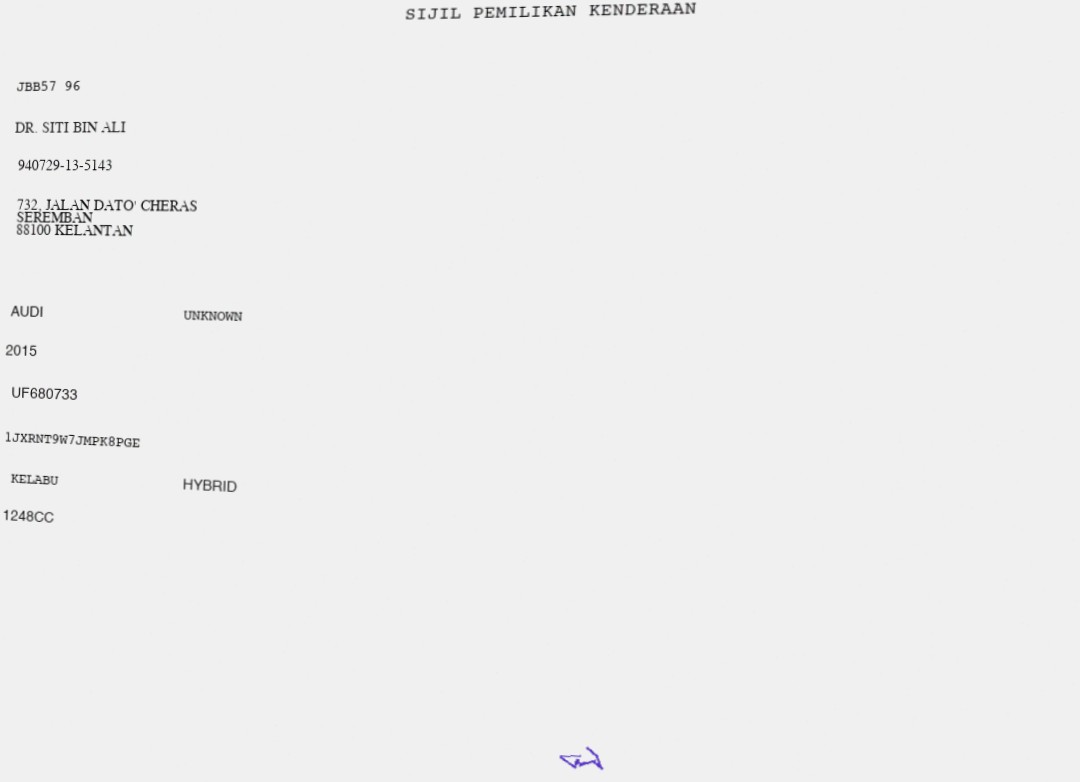 SIJIL PEMILIKAN KENDERAAN
JBB57 96
DR. SITI BIN ALI
940729-13-5143
732, JALAN DATO' CHERAS
SEREMBAN
88100 KELANTAN
AUDI UNKNOWN
2015
UF680733
1JXRNT9W7JMPK8PGE
KELABU HYBRID
1248CC